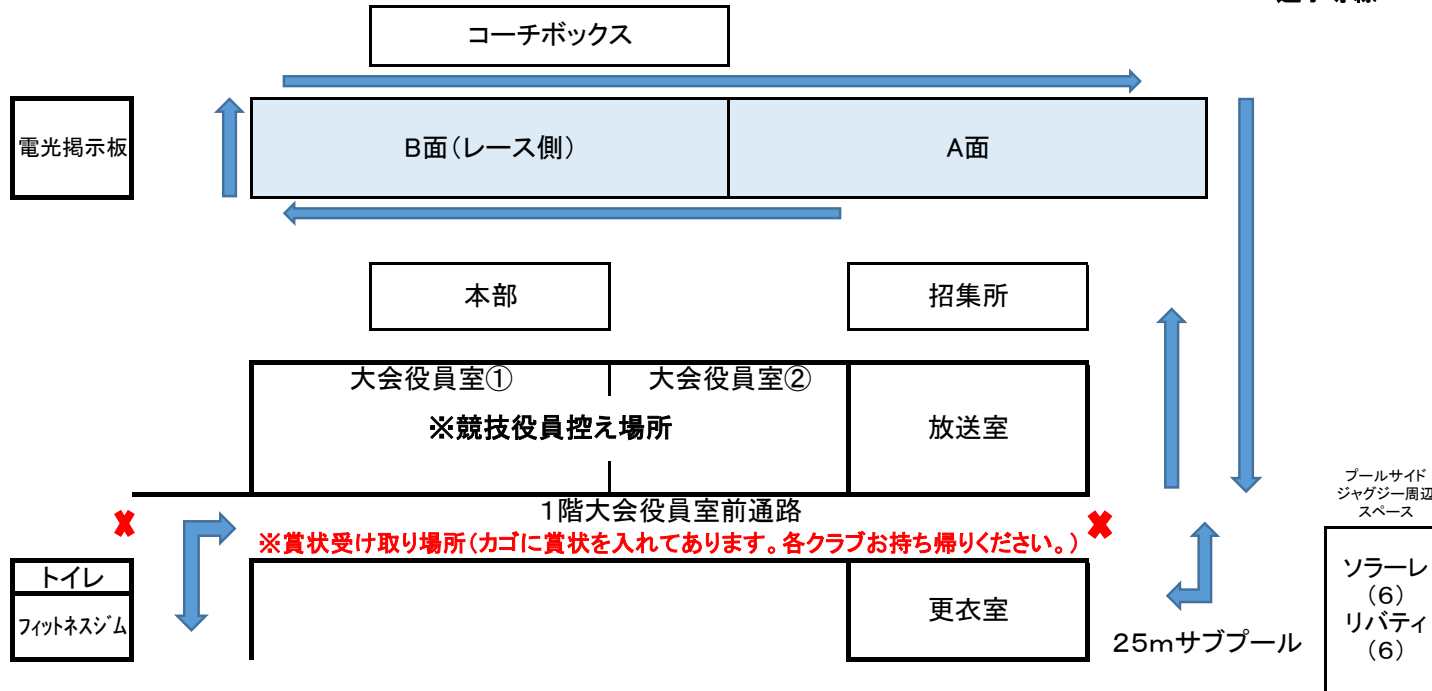 コーチボックス
電光掲示板
B面(レース側)
A面
本部
招集所
大会役員室①
大会役員室②
※競技役員控え場所
放送室
プールサイド
ジャグジー周辺
スペース
1階大会役員室前通路
※賞状受け取り場所(カゴに賞状を入れてあります。各クラブお持ち帰りください。)
トイレ
フィットネスジム
更衣室
25mサブプール
ソラーレ
(6)
リバティ
(6)